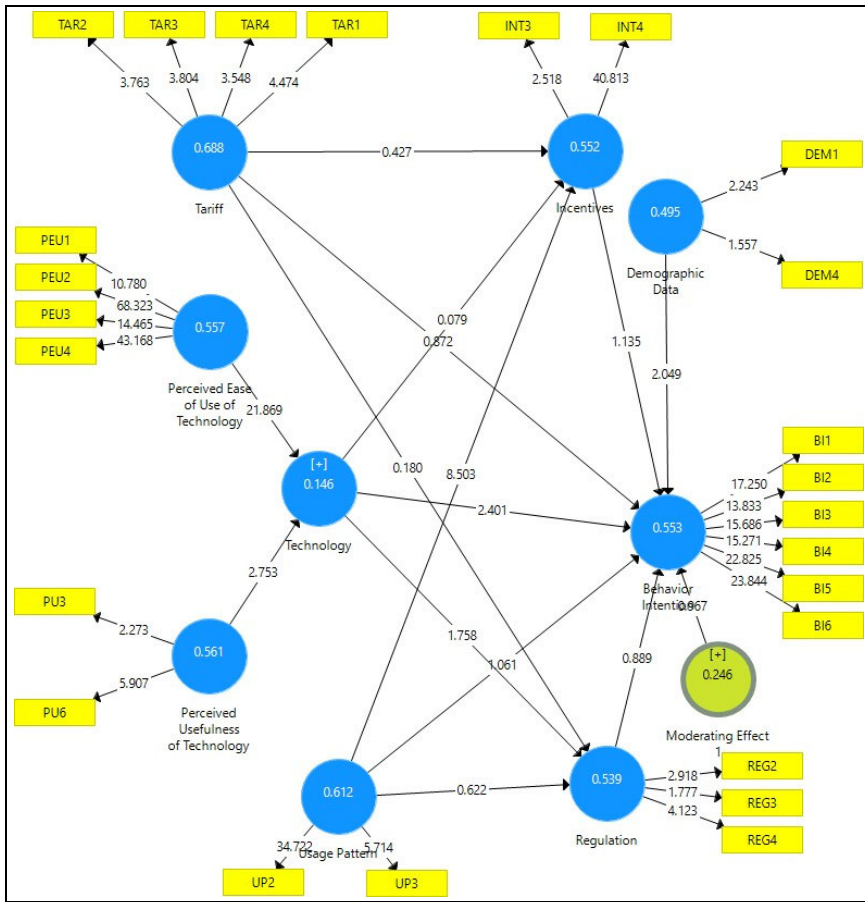 TAR2
TAR3
TAR4
TAR1
INT3
INT4
3.763
3.804
3.548
4.474
2.518
40.813
0.688
Tariff
0.427
0.552
Incentives
DEM1
2.243
0.495
1.557
Demographic
Data
DEM4
PEU1
PEU2
PEU3
PEU4
10.780
68.323
14.465
43.168
0.557
Perceived Ease
of Use of
Technology
0.079
0.872
1.135
2.049
21.869
[+]
0.146
Technology
0.180
8.503
2.401
BI1
BI2
BI3
BI4
BI5
BI6
17.250
13.833
15.686
15.271
22.825
23.844
0.553
Behavior
Intention
0.967
PU3
2.273
PU6
5.907
2.753
0.561
Perceived
Usefulness
of Technology
1.758
1.061
0.889
[+]
0.246
Moderating Effect
1
0.612
Usage Pattern
0.622
0.539
Regulation
2.918
1.777
4.123
REG2
REG3
REG4
34.722
5.714
UP2
UP3